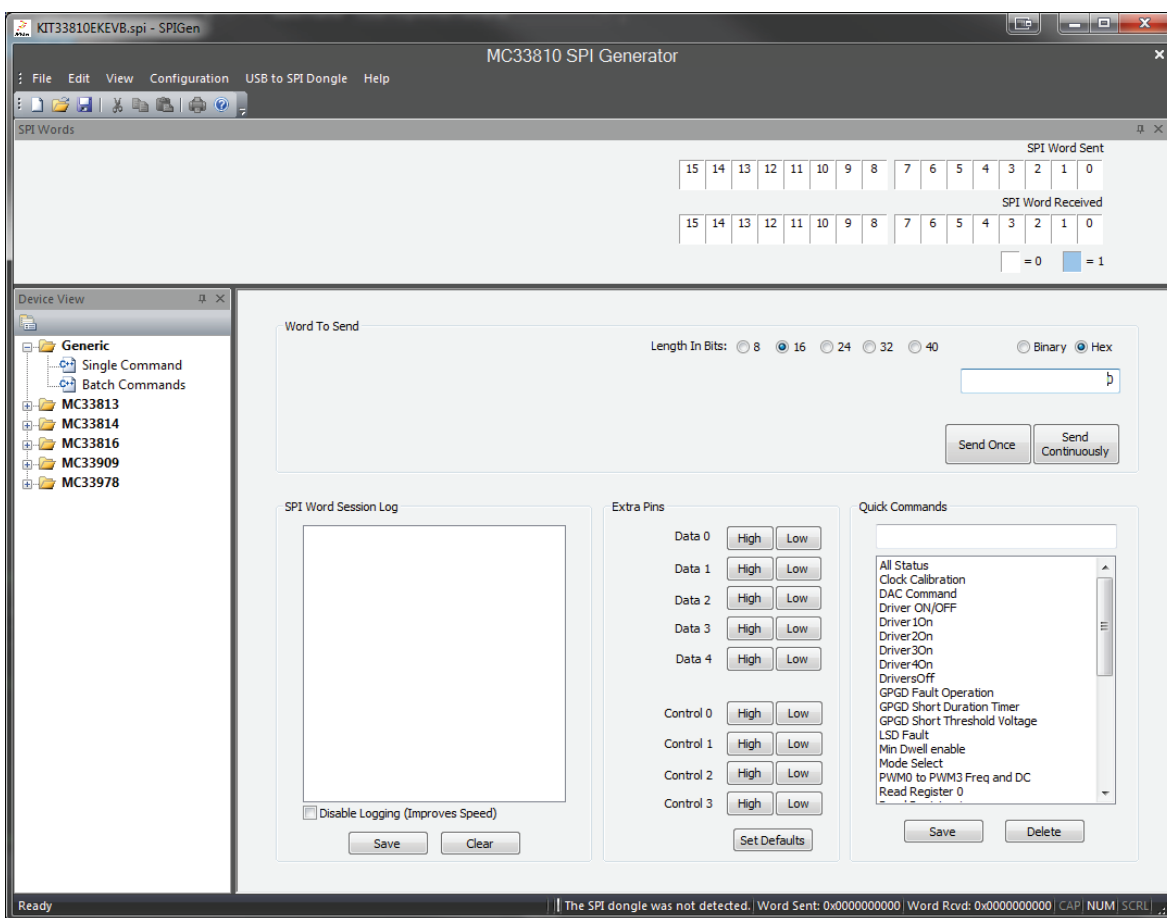 KIT33810EKEVB.spi - SPIGen
MC33810 SPI Generator
File Edit View Configuration USB to SPI Dongle Help
SPI Words
SPI Word Sent
15 14 13 12 11 10 9 8 7 6 5 4 3 2 1 0
SPI Word Received
15 14 13 12 11 10 9 8 7 6 5 4 3 2 1 0
= 0 = 1
Device View
Generic
Single Command
Batch Commands
MC33813
MC33814
MC33816
MC33909
MC33978
Word To Send
Length In Bits: 8 16 24 32 40 Binary Hex
Send Once
Send Continuously
SPI Word Session Log
Disable Logging (Improves Speed)
Save Clear
Extra Pins
Data 0 High Low
Data 1 High Low
Data 2 High Low
Data 3 High Low
Data 4 High Low
Control 0 High Low
Control 1 High Low
Control 2 High Low
Control 3 High Low
Set Defaults
Quick Commands
All Status
Clock Calibration
DAC Command
Driver ON/OFF
Driver1On
Driver2On
Driver3On
Driver4On
DriversOff
GPGD Fault Operation
GPGD Short Duration Timer
GPGD Short Threshold Voltage
LSD Fault
Min Dwell enable
Mode Select
PWM0 to PWM3 Freq and DC
Read Register 0
Save Delete
Ready
The SPI dongle was not detected. Word Sent: 0x0000000000 Word Rcvd: 0x0000000000 CAP NUM SCRL